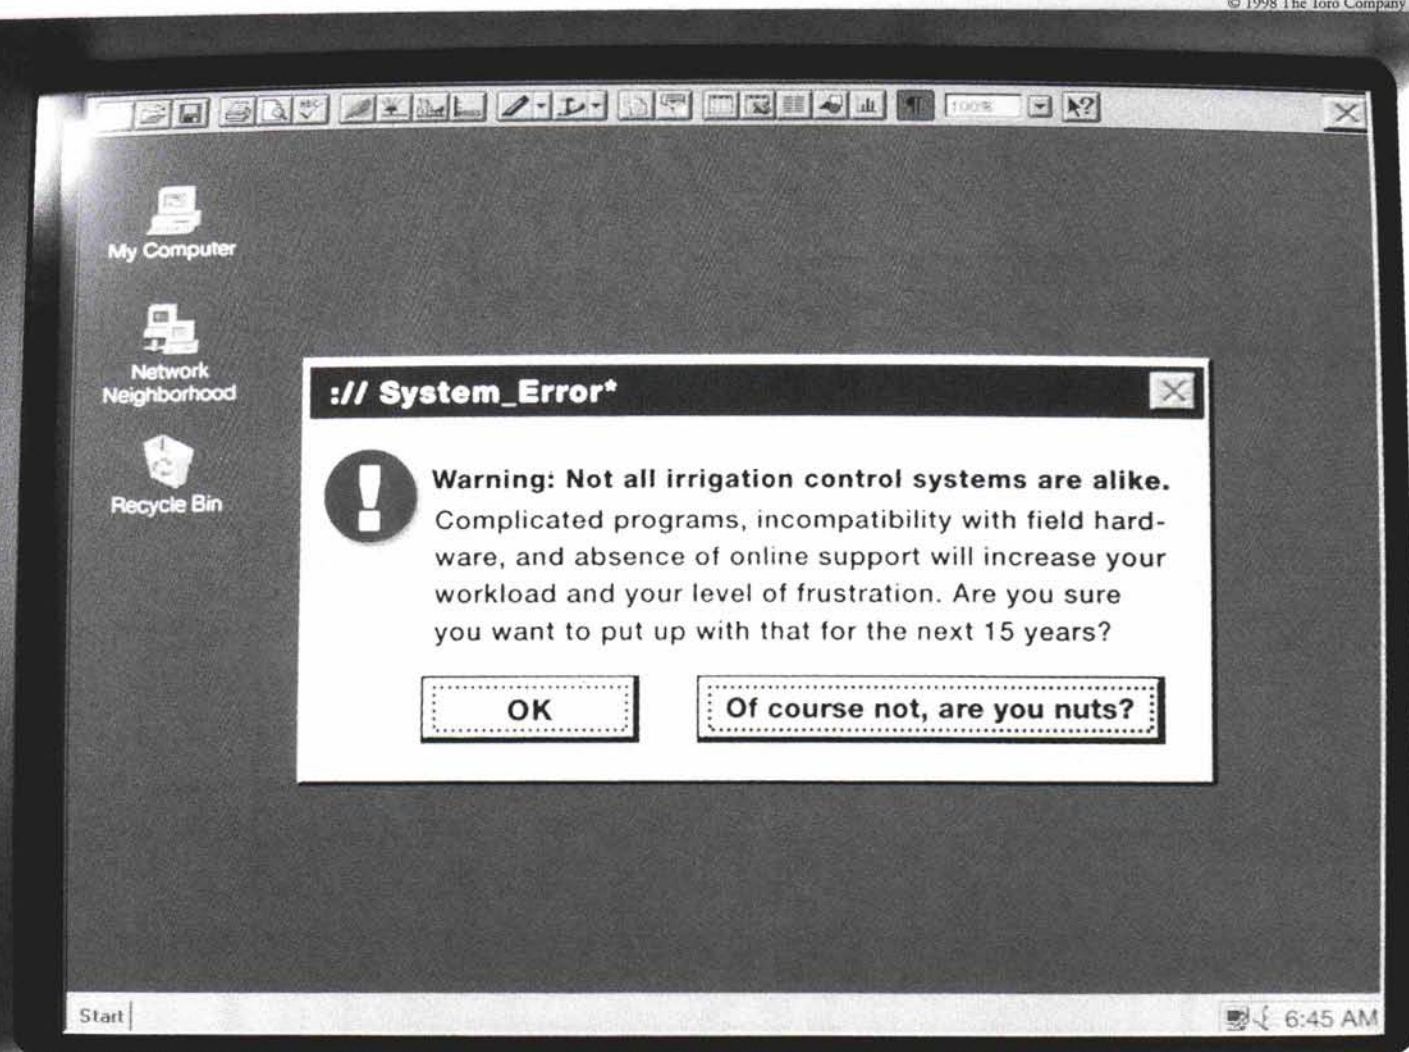 © 1998 The Toro Company
ABC
100%
My Computer
Network
Neighborhood
Recycle Bin
:// System_Error*
Warning: Not all irrigation control systems are alike.
Complicated programs, incompatibility with field hard-
ware, and absence of online support will increase your
workload and your level of frustration. Are you sure
you want to put up with that for the next 15 years?
OK
Of course not, are you nuts?
Start
6:45 AM